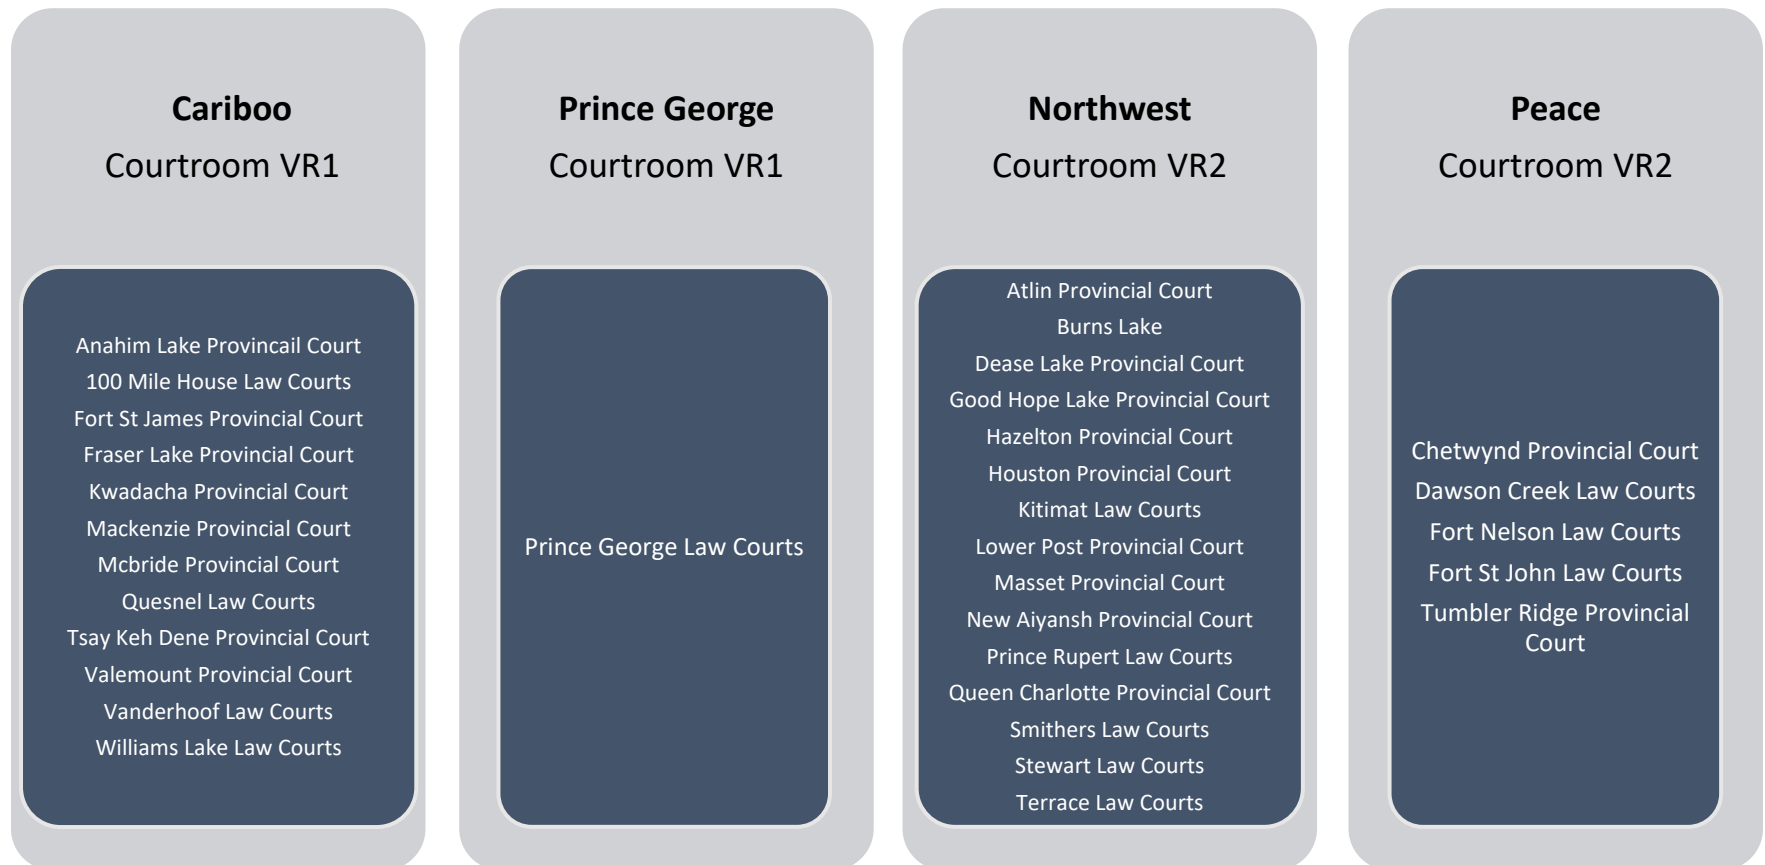 Cariboo
Courtroom VR1
Anahim Lake Provincail Court
100 Mile House Law Courts
Fort St James Provincial Court
Fraser Lake Provincial Court
Kwadacha Provincial Court
Mackenzie Provincial Court
Mcbride Provincial Court
Quesnel Law Courts
Tsay Keh Dene Provincial Court
Valemount Provincial Court
Vanderhoof Law Courts
Williams Lake Law Courts
Prince George
Courtroom VR1
Prince George Law Courts
Northwest
Courtroom VR2
Atlin Provincial Court
Burns Lake
Dease Lake Provincial Court
Good Hope Lake Provincial Court
Hazelton Provincial Court
Houston Provincial Court
Kitimat Law Courts
Lower Post Provincial Court
Masset Provincial Court
New Aiyansh Provincial Court
Prince Rupert Law Courts
Queen Charlotte Provincial Court
Smithers Law Courts
Stewart Law Courts
Terrace Law Courts
Peace
Courtroom VR2
Chetwynd Provincial Court
Dawson Creek Law Courts
Fort Nelson Law Courts
Fort St John Law Courts
Tumbler Ridge Provincial
Court